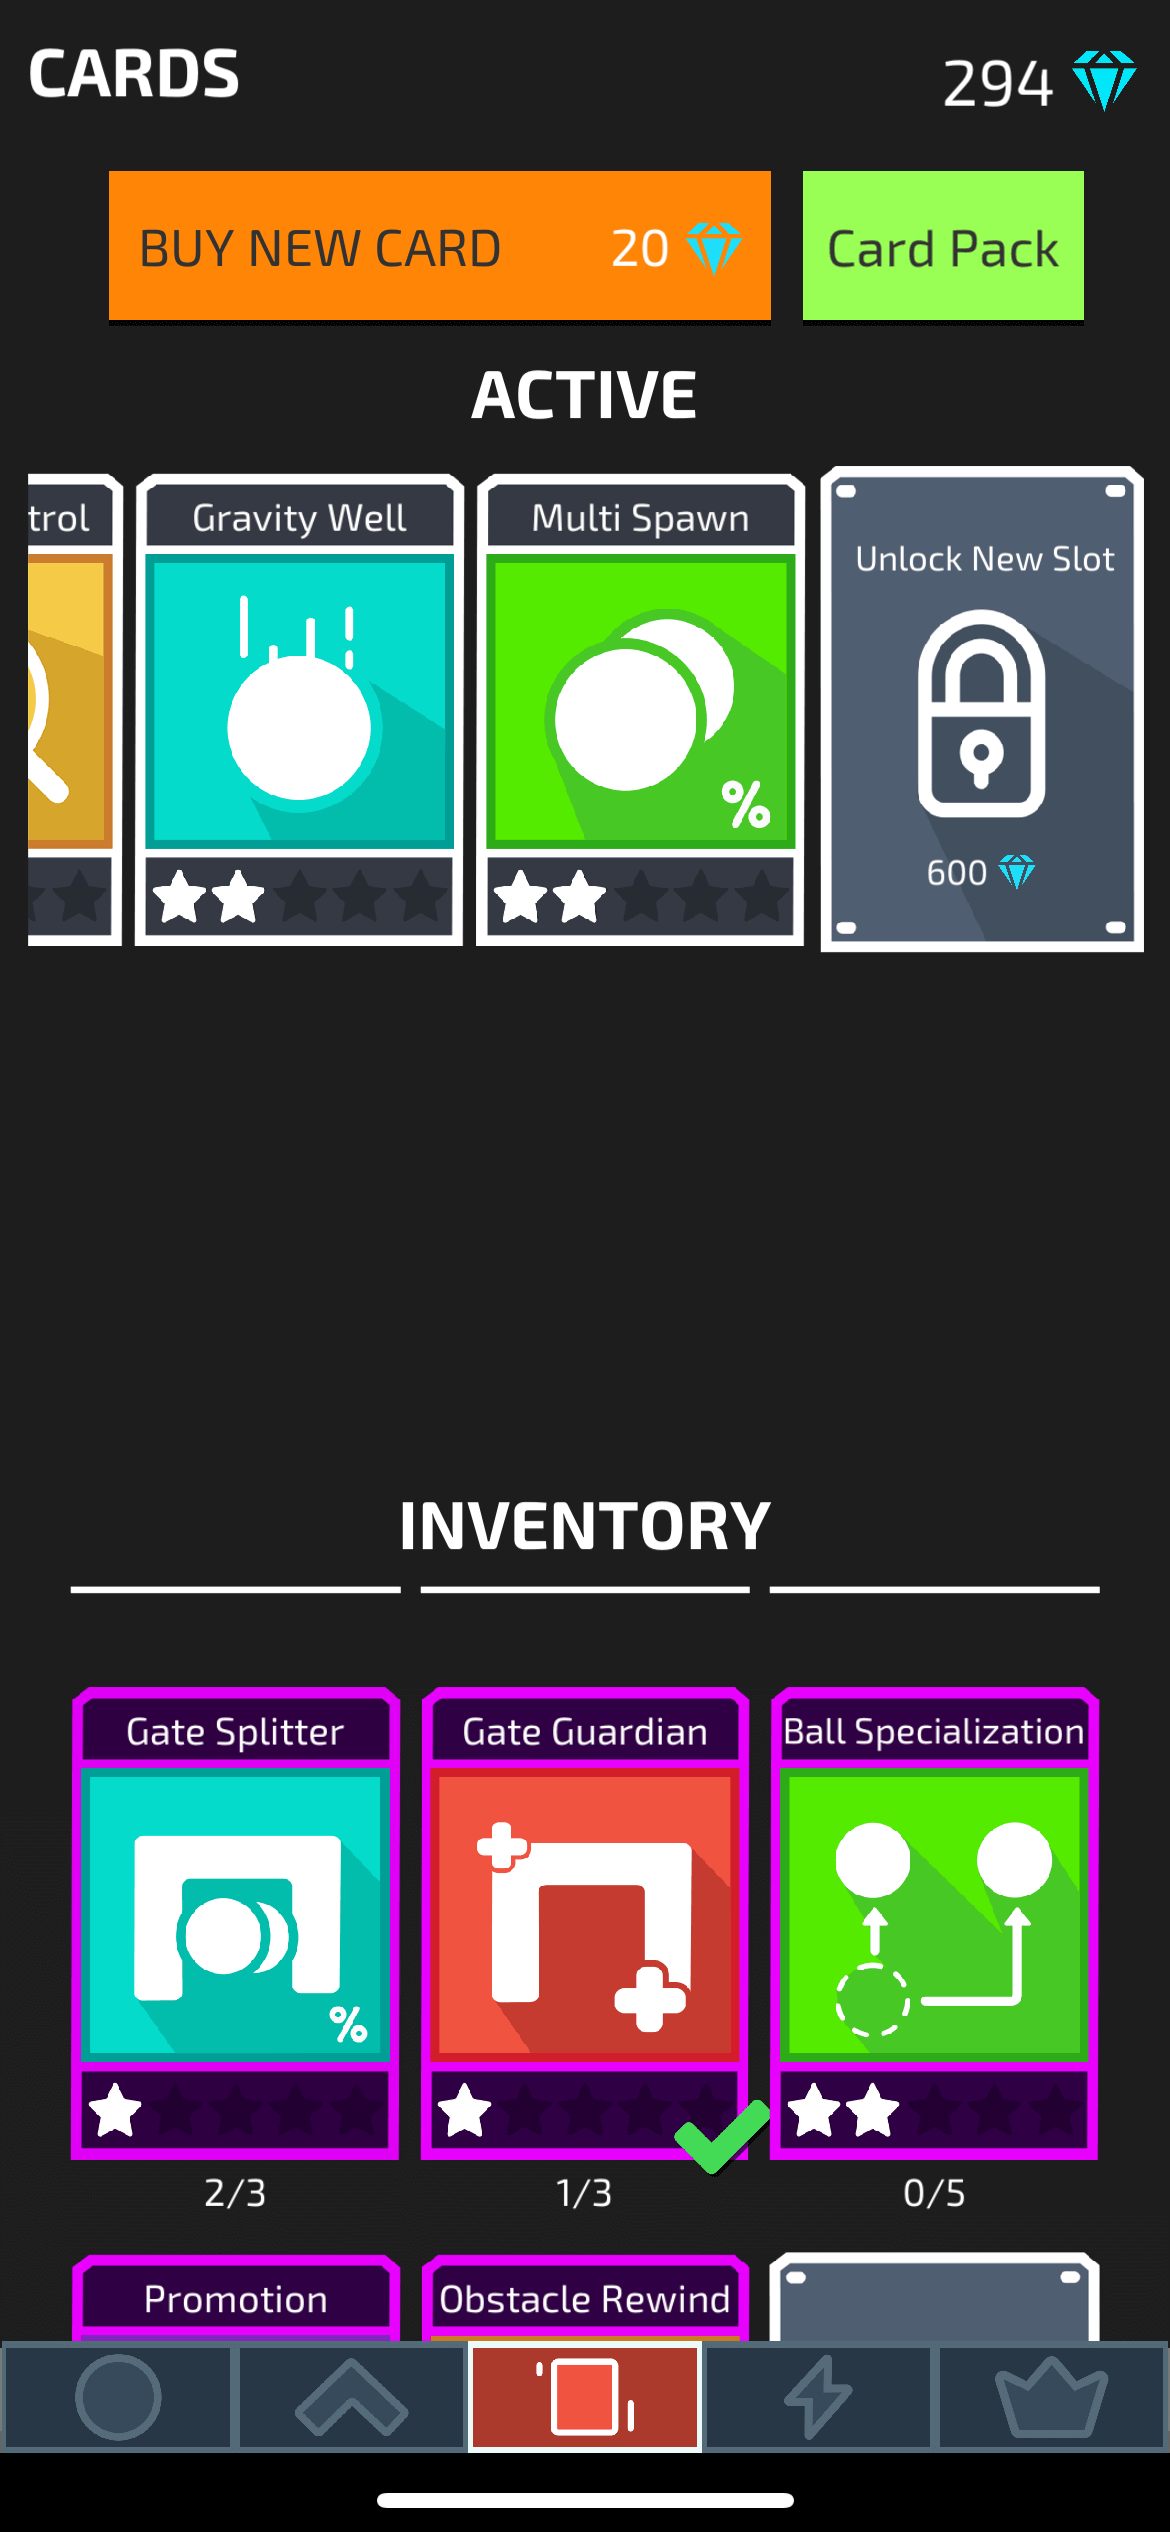 CARDS
294
BUY NEW CARD 20
Card Pack
ACTIVE
trol
Gravity Well
Multi Spawn
Unlock New Slot
%
600
INVENTORY
Gate Splitter
Gate Guardian
Ball Specialization
%
2/3
1/3
0/5
Promotion
Obstacle Rewind